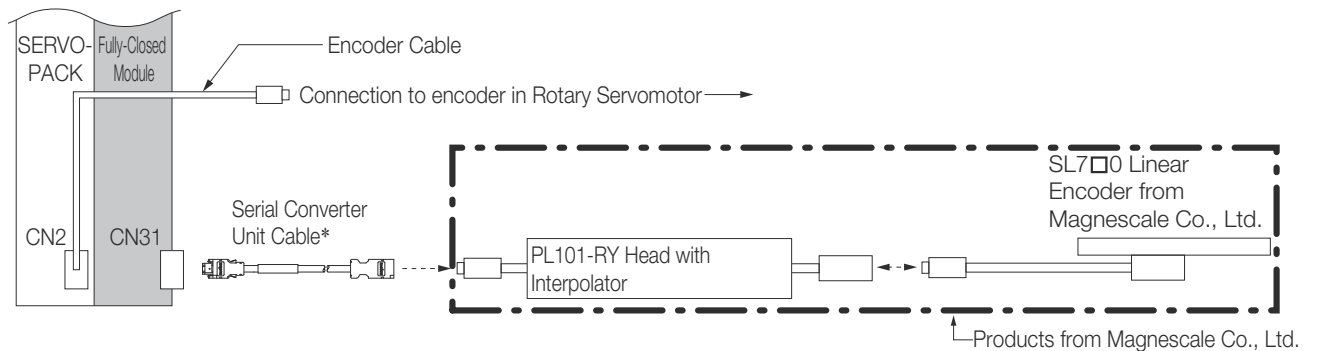 SERVO-
PACK
Fully-Closed
Module
Encoder Cable
Connection to encoder in Rotary Servomotor
SL7□0 Linear
Encoder from
Magnescale Co., Ltd.
Serial Converter
Unit Cable*
CN2
CN31
PL101-RY Head with
Interpolator
Products from Magnescale Co., Ltd.